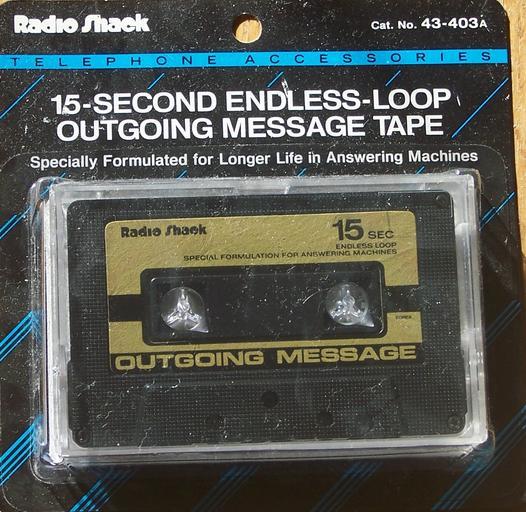 Radio Shack
Cat. No. 43-403A
TELEPHONE ACCESSORIES
15-SECOND ENDLESS-LOOP
OUTGOING MESSAGE TAPE
Specially Formulated for Longer Life in Answering Machines
Radio Shack
15 SEC
ENDLESS LOOP
SPECIAL FORMULATION FOR ANSWERING MACHINES
KOREA
OUTGOING MESSAGE